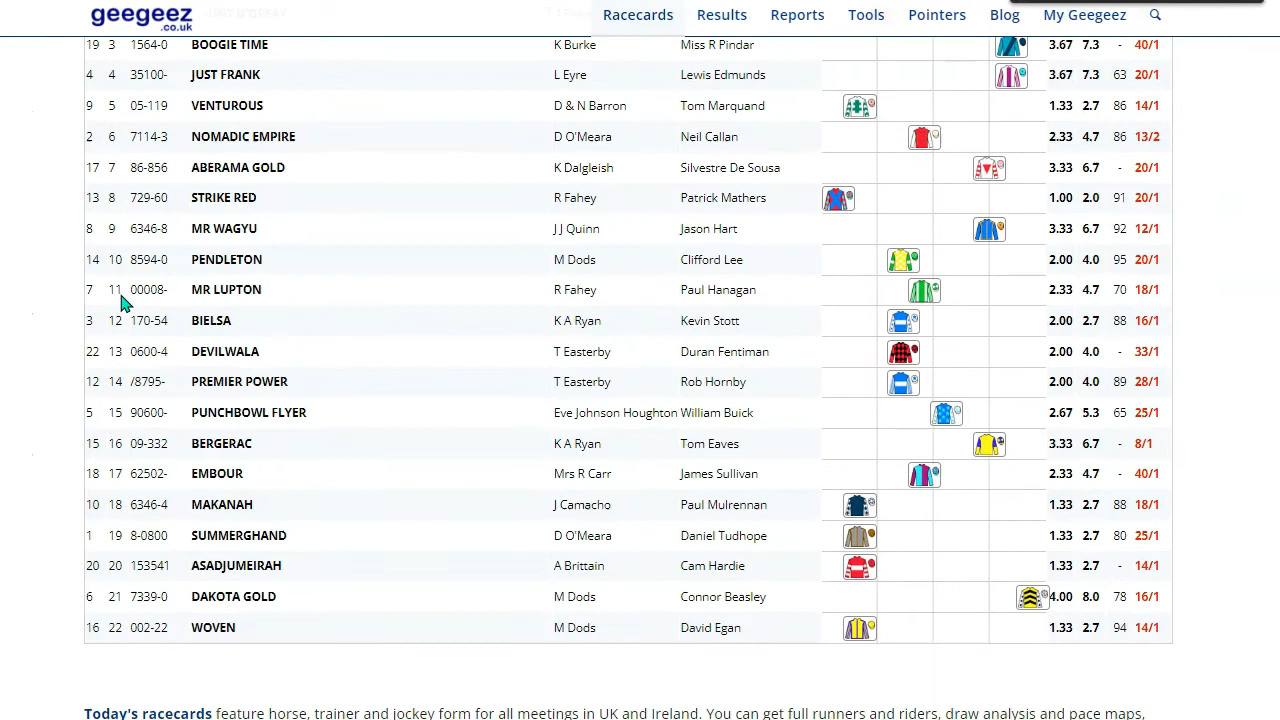 geegeez
.co.uk
Racecards Results Reports Tools Pointers Blog My Geegeez
19 3 1564-0 BOOGIE TIME K Burke Miss R Pindar 3.67 7.3 - 40/1
4 4 35100- JUST FRANK L Eyre Lewis Edmunds 3.67 7.3 63 20/1
9 5 05-119 VENTUROUS D & N Barron Tom Marquand 1.33 2.7 86 14/1
2 6 7114-3 NOMADIC EMPIRE D O'Meara Neil Callan 2.33 4.7 86 13/2
17 7 86-856 ABERAMA GOLD K Dalgleish Silvestre De Sousa 3.33 6.7 - 20/1
13 8 729-60 STRIKE RED R Fahey Patrick Mathers 1.00 2.0 91 20/1
8 9 6346-8 MR WAGYU J J Quinn Jason Hart 3.33 6.7 92 12/1
14 10 8594-0 PENDLETON M Dods Clifford Lee 2.00 4.0 95 20/1
7 11 00008- MR LUPTON R Fahey Paul Hanagan 2.33 4.7 70 18/1
3 12 170-54 BIELSA K A Ryan Kevin Stott 2.00 2.7 88 16/1
22 13 0600-4 DEVILWALA T Easterby Duran Fentiman 2.00 4.0 - 33/1
12 14 /8795- PREMIER POWER T Easterby Rob Hornby 2.00 4.0 89 28/1
5 15 90600- PUNCHBOWL FLYER Eve Johnson Houghton William Buick 2.67 5.3 65 25/1
15 16 09-332 BERGERAC K A Ryan Tom Eaves 3.33 6.7 - 8/1
18 17 62502- EMBOUR Mrs R Carr James Sullivan 2.33 4.7 - 40/1
10 18 6346-4 MAKANAH J Camacho Paul Mulrennan 1.33 2.7 88 18/1
1 19 8-0800 SUMMERGHAND D O'Meara Daniel Tudhope 1.33 2.7 80 25/1
20 20 ASADJUMEIRAH A Brittain Cam Hardie 1.33 2.7 - 14/1
6 21 7339-0 DAKOTA GOLD M Dods Connor Beasley 4.00 8.0 78 16/1
16 22 002-22 WOVEN M Dods David Egan 1.33 2.7 94 14/1
Today's racecards feature horse, trainer and jockey form for all meetings in UK and Ireland. You can get full runners and riders, draw analysis and pace maps,